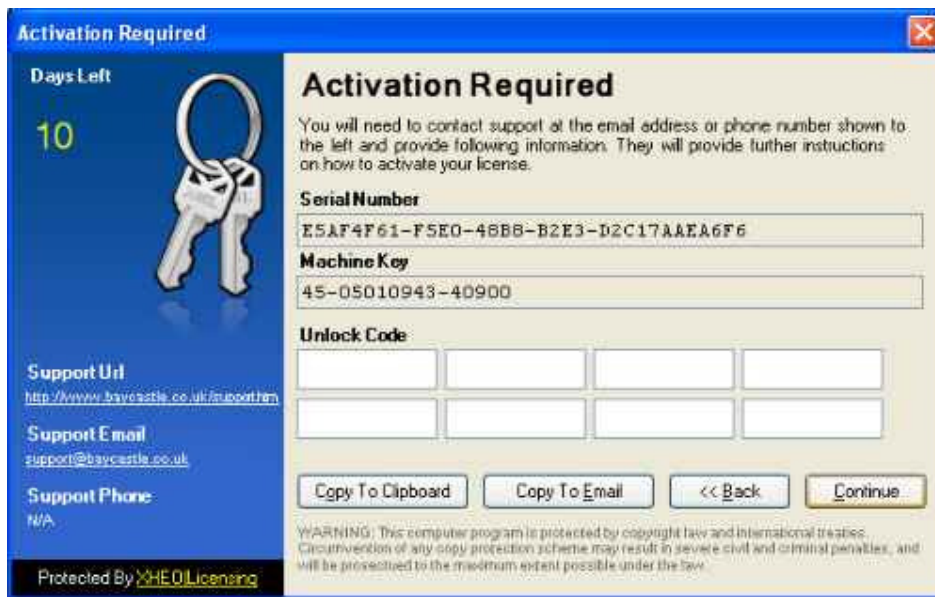 Activation Required
Days Left
10
Support Url
http://www.baycastle.co.uk/support.htm
Support Email
support@baycastle.co.uk
Support Phone
N/A
Protected By XHEO|Licensing
Activation Required
You will need to contact support at the email address or phone number shown to
the left and provide following information. They will provide further instructions
on how to activate your license.
Serial Number
E5AF4F61-F5E0-48B8-B2E3-D2C17AAEA6F6
Machine Key
45-05010943-40900
Unlock Code
Copy To Clipboard
Copy To Email
<< Back
Continue
WARNING: This computer program is protected by copyright law and international treaties.
Circumvention of any copy protection scheme may result in severe civil and criminal penalties, and
will be prosectued to the maximum extent possible under the law.